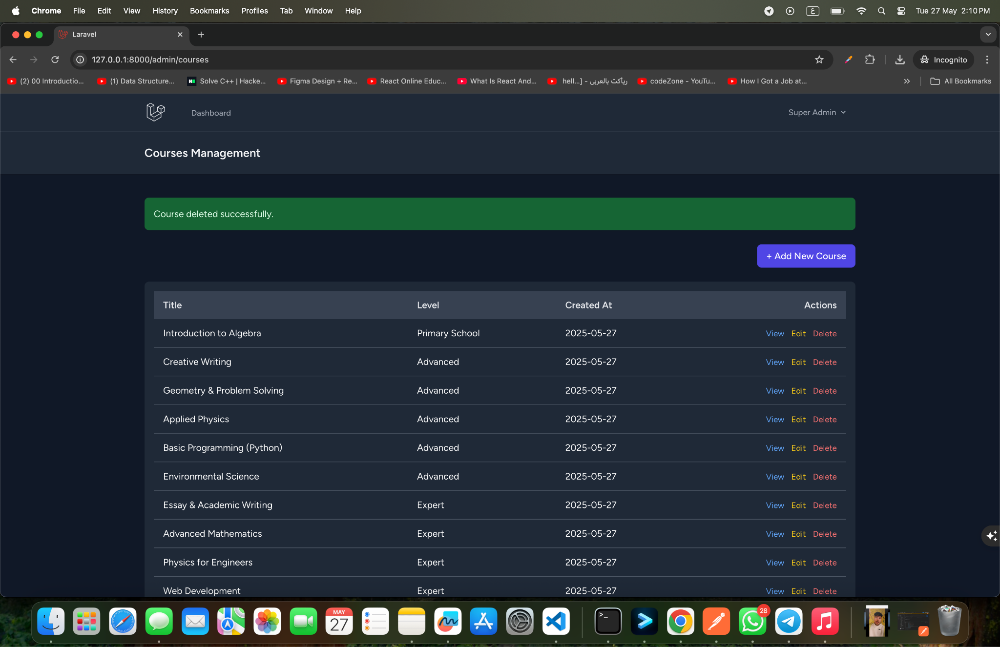 Chrome File Edit View History Bookmarks Profiles Tab Window Help ع Tue 27 May 2:10 PM
Laravel
127.0.0.1:8000/admin/courses Incognito
(2) 00 Introductio... (1) Data Structure... Solve C++ | Hacke... Figma Design + Re... React Online Educ... What Is React And... hell...] - رياكت بالعربى codeZone - YouTu... How I Got a Job at... All Bookmarks
Dashboard Super Admin
Courses Management
Course deleted successfully.
+ Add New Course
Title Level Created At Actions
Introduction to Algebra Primary School 2025-05-27 View Edit Delete
Creative Writing Advanced 2025-05-27 View Edit Delete
Geometry & Problem Solving Advanced 2025-05-27 View Edit Delete
Applied Physics Advanced 2025-05-27 View Edit Delete
Basic Programming (Python) Advanced 2025-05-27 View Edit Delete
Environmental Science Advanced 2025-05-27 View Edit Delete
Essay & Academic Writing Expert 2025-05-27 View Edit Delete
Advanced Mathematics Expert 2025-05-27 View Edit Delete
Physics for Engineers Expert 2025-05-27 View Edit Delete
Web Development Expert 2025-05-27 View Edit Delete
MAY
27
28